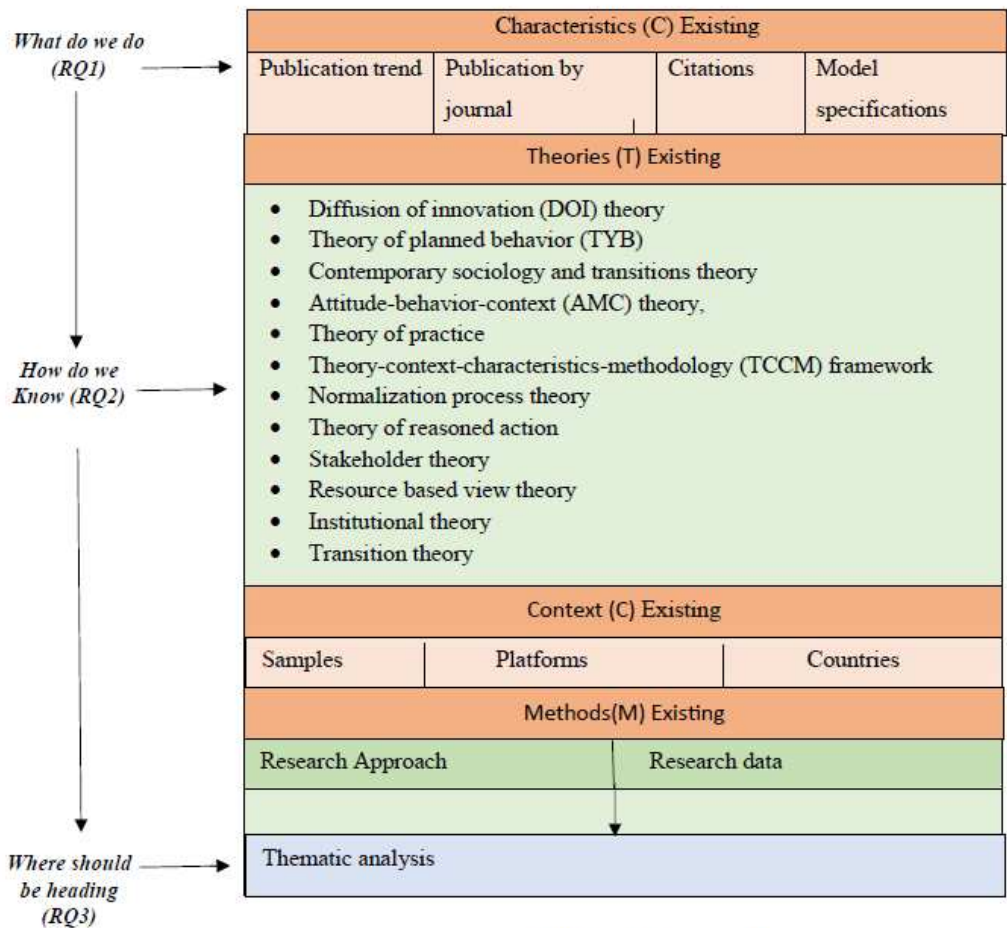 What do we do
(RQ1)
Characteristics (C) Existing
Publication trend
Publication by
journal
Citations
Model
specifications
Theories (T) Existing
How do we
Know (RQ2)
• Diffusion of innovation (DOI) theory
• Theory of planned behavior (TYB)
• Contemporary sociology and transitions theory
• Attitude-behavior-context (AMC) theory,
• Theory of practice
• Theory-context-characteristics-methodology (TCCM) framework
• Normalization process theory
• Theory of reasoned action
• Stakeholder theory
• Resource based view theory
• Institutional theory
• Transition theory
Context (C) Existing
Samples
Platforms
Countries
Methods(M) Existing
Research Approach
Research data
Where should
be heading
(RQ3)
Thematic analysis